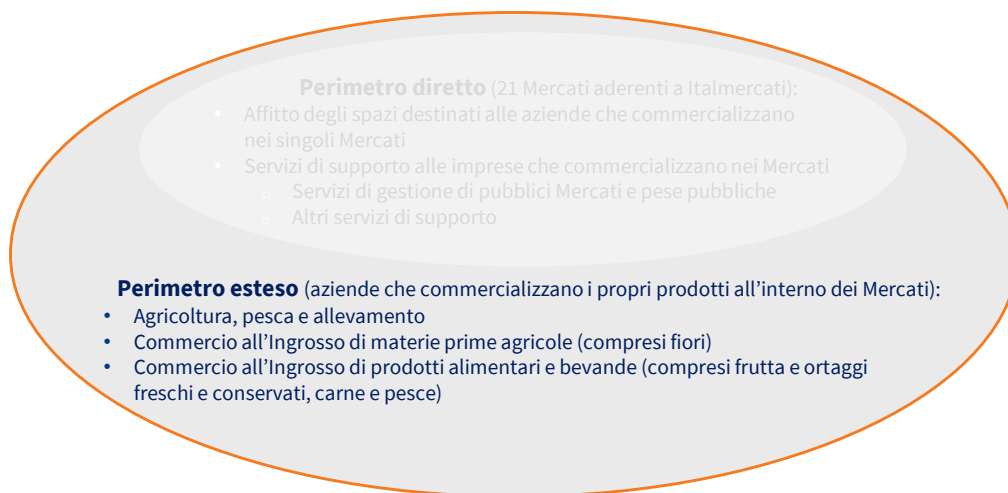 Perimetro diretto (21 Mercati aderenti a Italmercati):
• Affitto degli spazi destinati alle aziende che commercializzano
nei singoli Mercati
• Servizi di supporto alle imprese che commercializzano nei Mercati
o Servizi di gestione di pubblici Mercati e pese pubbliche
o Altri servizi di supporto
Perimetro esteso (aziende che commercializzano i propri prodotti all’interno dei Mercati):
• Agricoltura, pesca e allevamento
• Commercio all’Ingrosso di materie prime agricole (compresi fiori)
• Commercio all’Ingrosso di prodotti alimentari e bevande (compresi frutta e ortaggi
freschi e conservati, carne e pesce)